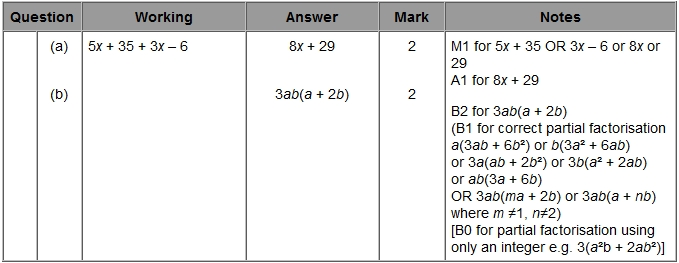 Question Working Answer Mark Notes
(a) 5x + 35 + 3x – 6 8x + 29 2 M1 for 5x + 35 OR 3x – 6 or 8x or
29
A1 for 8x + 29
(b) 3ab(a + 2b) 2
B2 for 3ab(a + 2b)
(B1 for correct partial factorisation
a(3ab + 6b²) or b(3a² + 6ab)
or 3a(ab + 2b²) or 3b(a² + 2ab)
or ab(3a + 6b)
OR 3ab(ma + 2b) or 3ab(a + nb)
where m ≠1, n≠2)
[B0 for partial factorisation using
only an integer e.g. 3(a²b + 2ab²)]